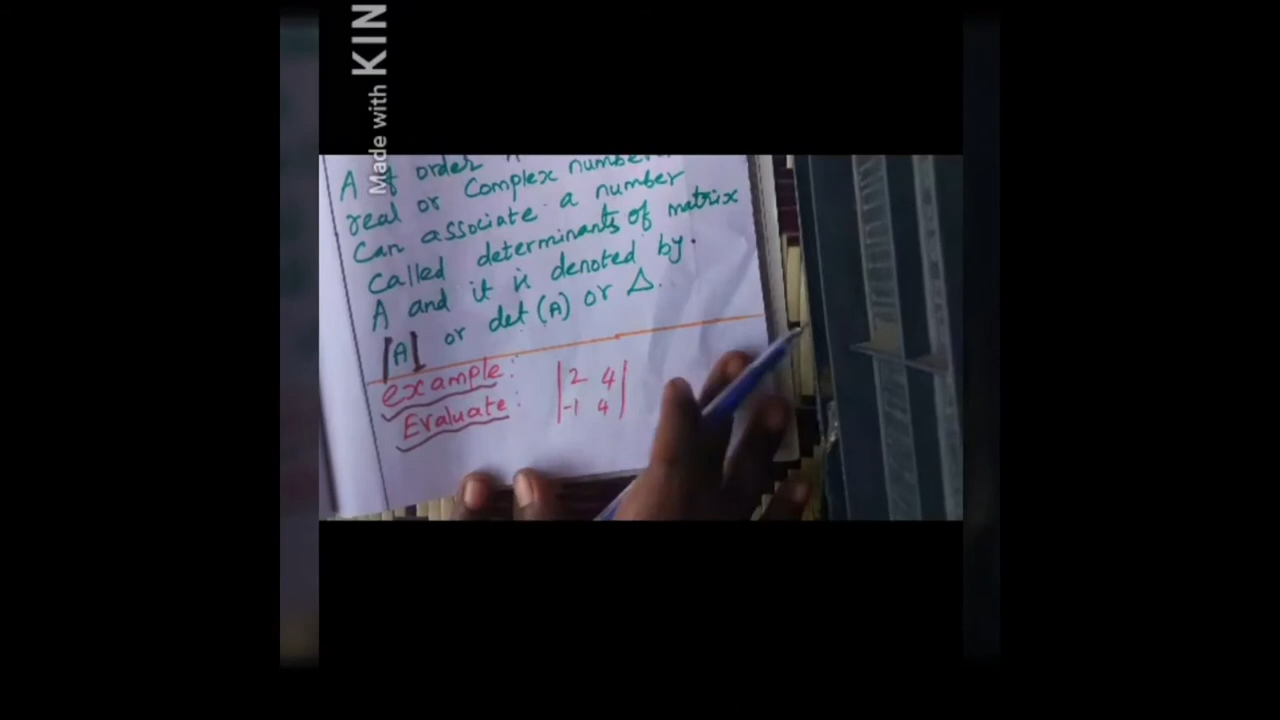 Made with KIN
A of order
real or Complex number
Can associate a number
Called determinants of matrix
A and it is denoted by.
|A| or det (A) or Δ.
example:
Evaluate: |2 4|
|-1 4|